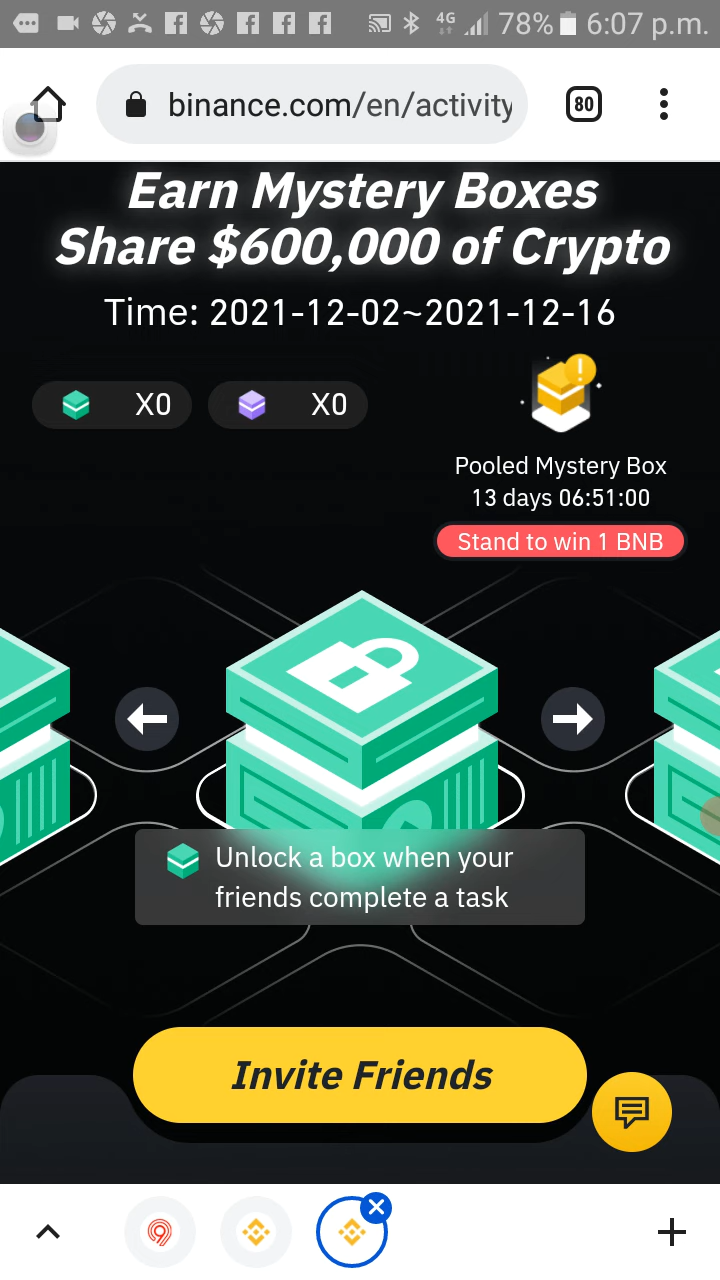 4G 78% 6:07 p.m.
binance.com/en/activity
80
Earn Mystery Boxes
Share $600,000 of Crypto
Time: 2021-12-02~2021-12-16
X0 X0
Pooled Mystery Box
13 days 06:51:00
Stand to win 1 BNB
Unlock a box when your
friends complete a task
Invite Friends